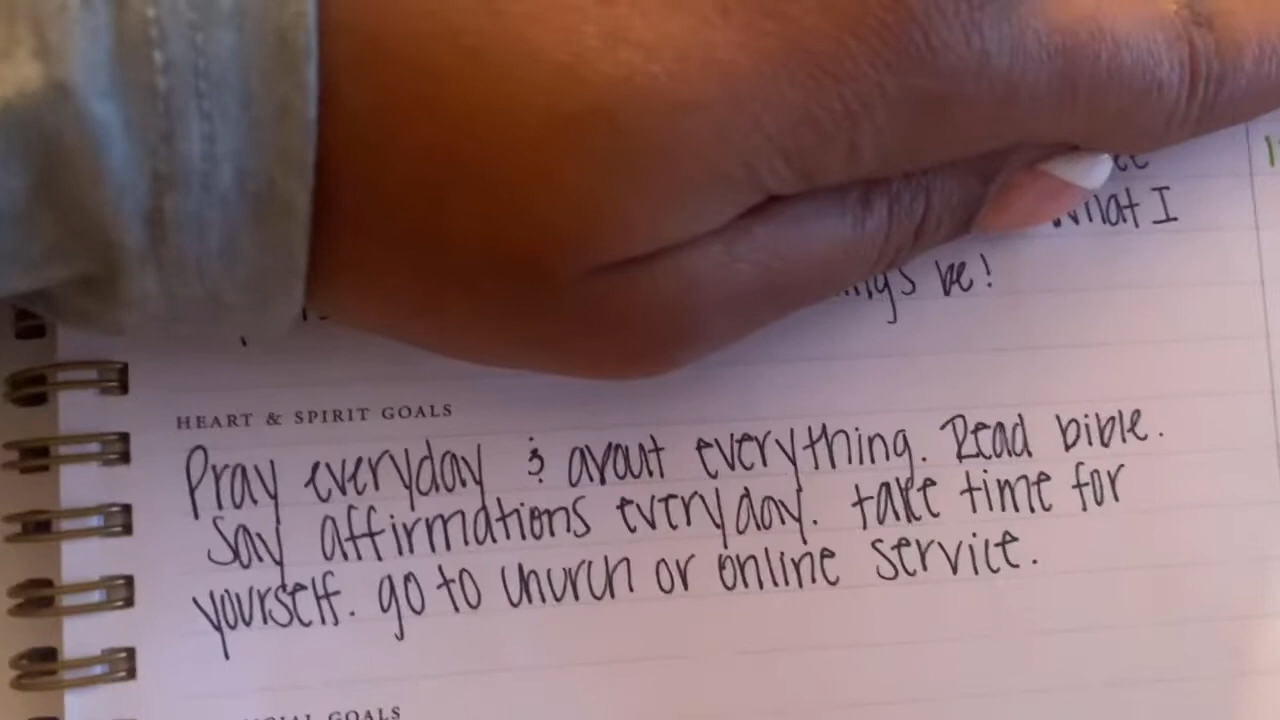 What I
be!
HEART & SPIRIT GOALS
Pray everyday & about everything. Read bible.
Say affirmations everyday. take time for
yourself. go to church or online service.
GOALS